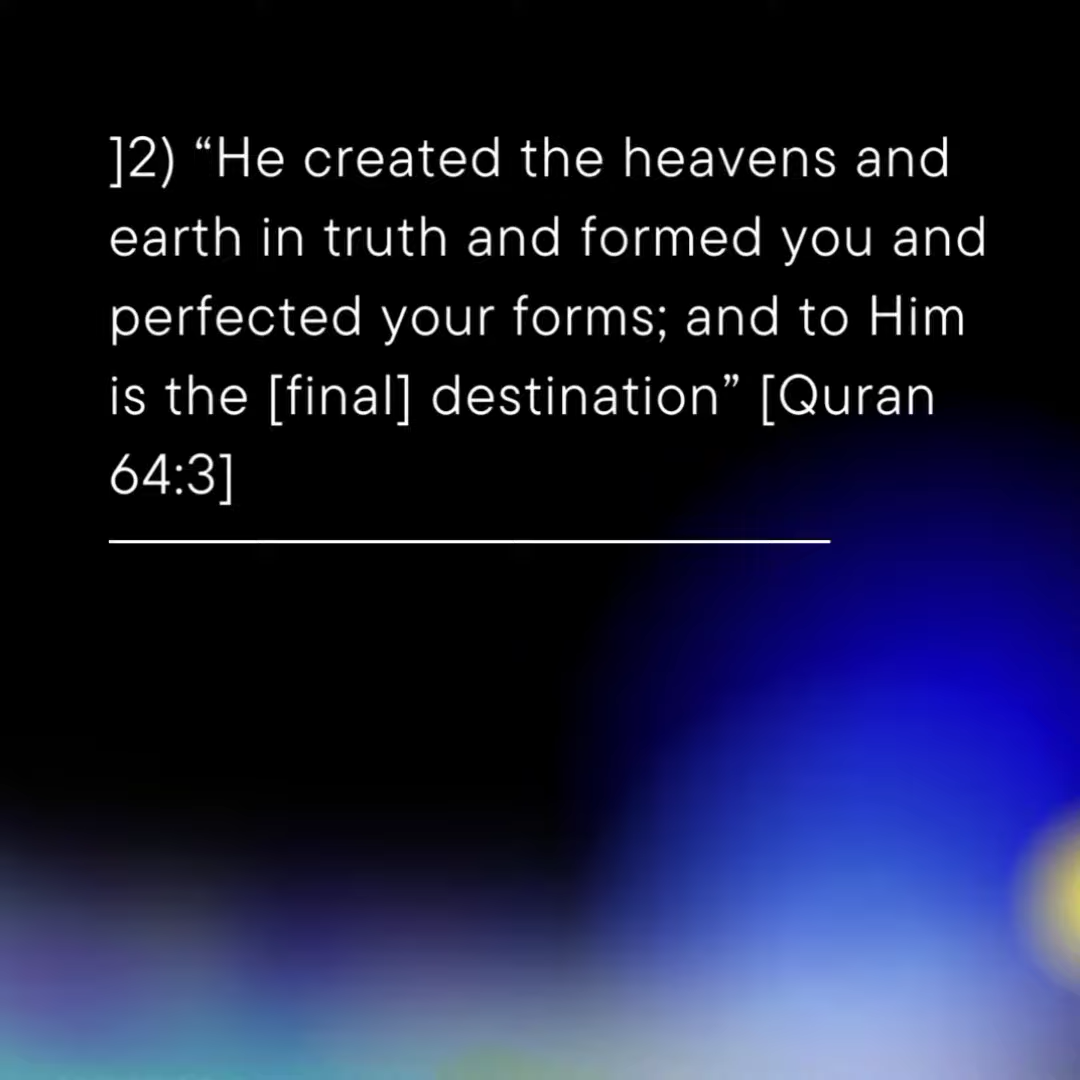 ]2) “He created the heavens and
earth in truth and formed you and
perfected your forms; and to Him
is the [final] destination” [Quran
64:3]